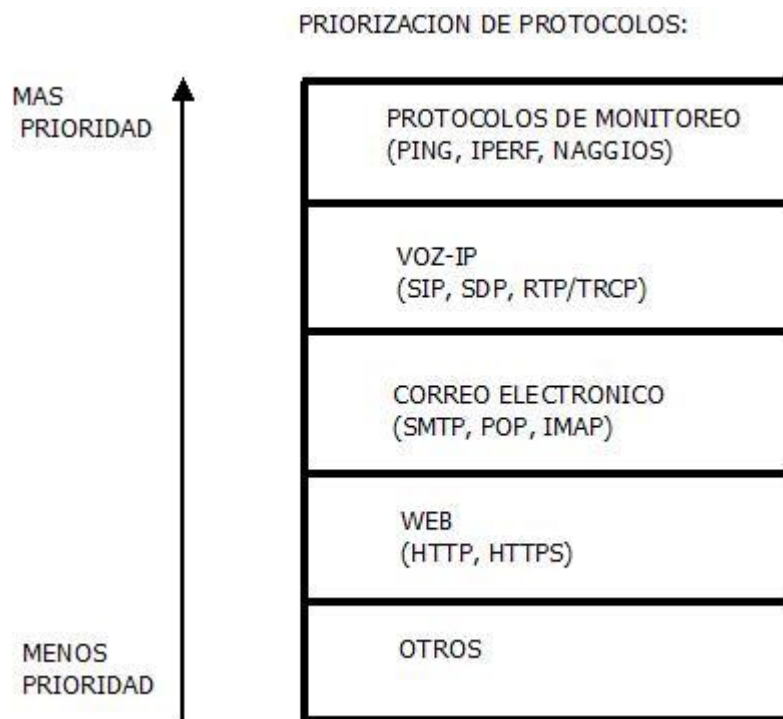 PRIORIZACION DE PROTOCOLOS:
MAS
PRIORIDAD
PROTOCOLOS DE MONITOREO
(PING, IPERF, NAGGIOS)
VOZ-IP
(SIP, SDP, RTP/TRCP)
CORREO ELECTRONICO
(SMTP, POP, IMAP)
WEB
(HTTP, HTTPS)
OTROS
MENOS
PRIORIDAD